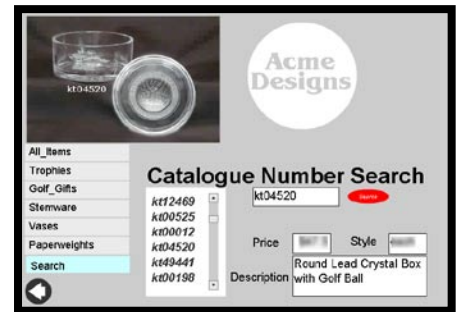 kt04520
Acme
Designs
All_Items
Trophies
Golf_Gifts
Stemware
Vases
Paperweights
Search
Catalogue Number Search
kt04520
kt12469
kt00525
kt00012
kt04520
kt49441
kt00198
Price
Style
Description
Round Lead Crystal Box
with Golf Ball